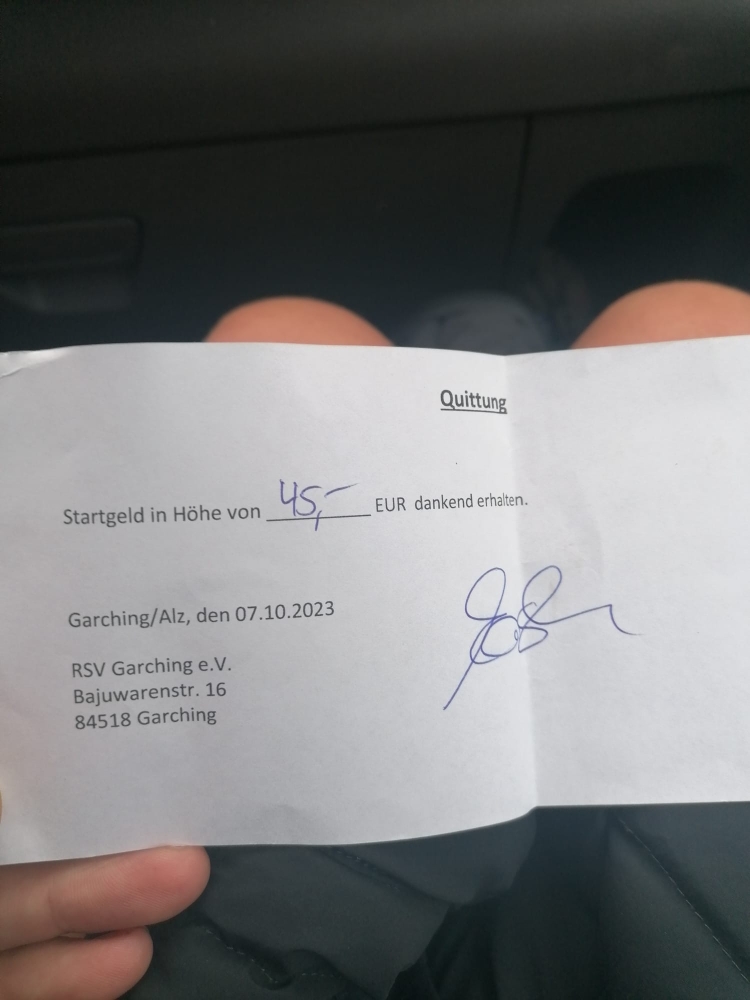 Quittung
Startgeld in Höhe von 45,- EUR dankend erhalten.
Garching/Alz, den 07.10.2023
RSV Garching e.V.
Bajuwarenstr. 16
84518 Garching